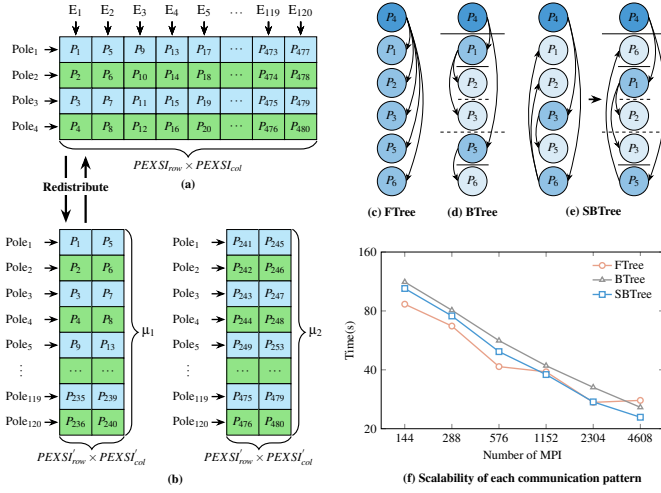 E1 E2 E3 E4 E5 ... E119 E120
Pole1 P1 P5 P9 P13 P17 ... P473 P477
Pole2 P2 P6 P10 P14 P18 ... P474 P478
Pole3 P3 P7 P11 P15 P19 ... P475 P479
Pole4 P4 P8 P12 P16 P20 ... P476 P480
PEXSIrow × PEXSIcol
(a)
Redistribute
Pole1 P1 P5
Pole2 P2 P6
Pole3 P3 P7
Pole4 P4 P8
Pole5 P9 P13
⋮ ... ...
Pole119 P235 P239
Pole120 P236 P240
μ1
PEXSI′row × PEXSI′col
Pole1 P241 P245
Pole2 P242 P246
Pole3 P243 P247
Pole4 P244 P248
Pole5 P249 P253
⋮ ... ...
Pole119 P475 P479
Pole120 P476 P480
μ2
PEXSI′row × PEXSI′col
(b)
P4
P1
P2
P3
P5
P6
(c) FTree
P4
P1
P2
P3
P5
P6
(d) BTree
P4
P1
P2
P3
P5
P6
P4
P6
P1
P2
P3
P5
(e) SBTree
160
80
40
20
Time(s)
FTree
BTree
SBTree
144 288 576 1152 2304 4608
Number of MPI
(f) Scalability of each communication pattern